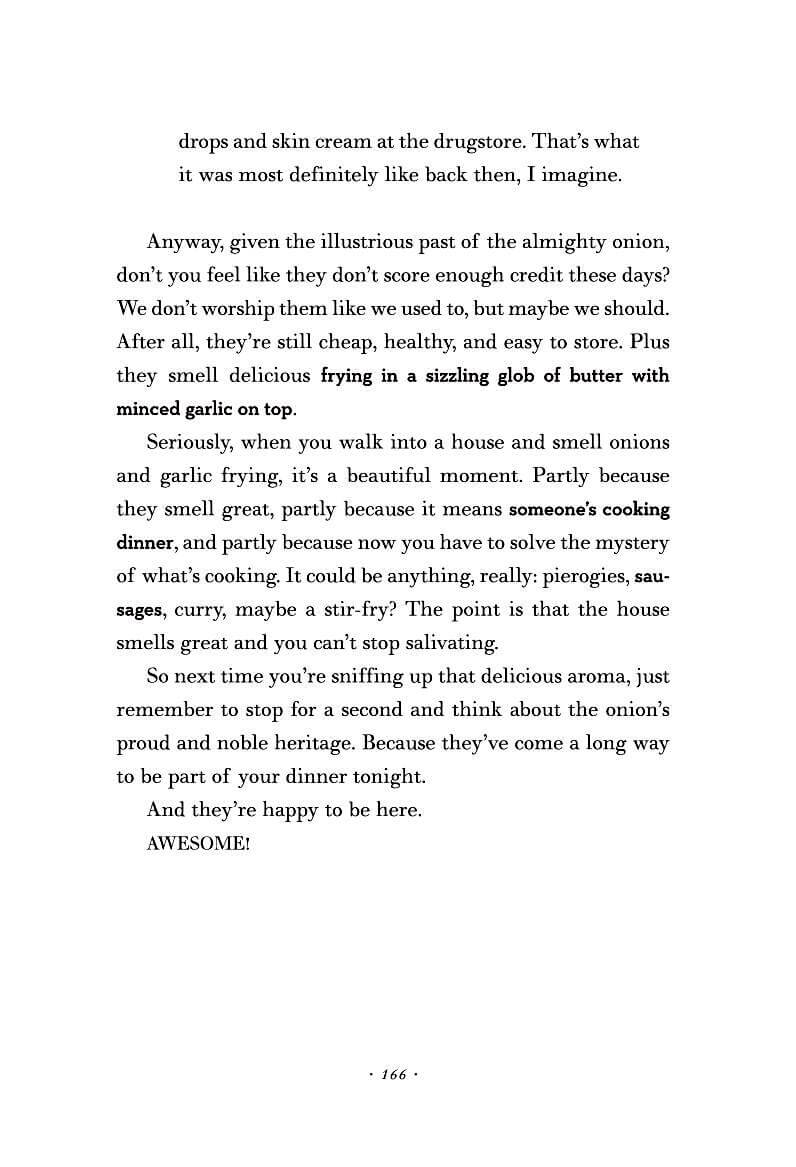 drops and skin cream at the drugstore. That’s what
it was most definitely like back then, I imagine.
Anyway, given the illustrious past of the almighty onion,
don’t you feel like they don’t score enough credit these days?
We don’t worship them like we used to, but maybe we should.
After all, they’re still cheap, healthy, and easy to store. Plus
they smell delicious frying in a sizzling glob of butter with
minced garlic on top.
Seriously, when you walk into a house and smell onions
and garlic frying, it’s a beautiful moment. Partly because
they smell great, partly because it means someone’s cooking
dinner, and partly because now you have to solve the mystery
of what’s cooking. It could be anything, really: pierogies, sau-
sages, curry, maybe a stir-fry? The point is that the house
smells great and you can’t stop salivating.
So next time you’re sniffing up that delicious aroma, just
remember to stop for a second and think about the onion’s
proud and noble heritage. Because they’ve come a long way
to be part of your dinner tonight.
And they’re happy to be here.
AWESOME!
· 166 ·